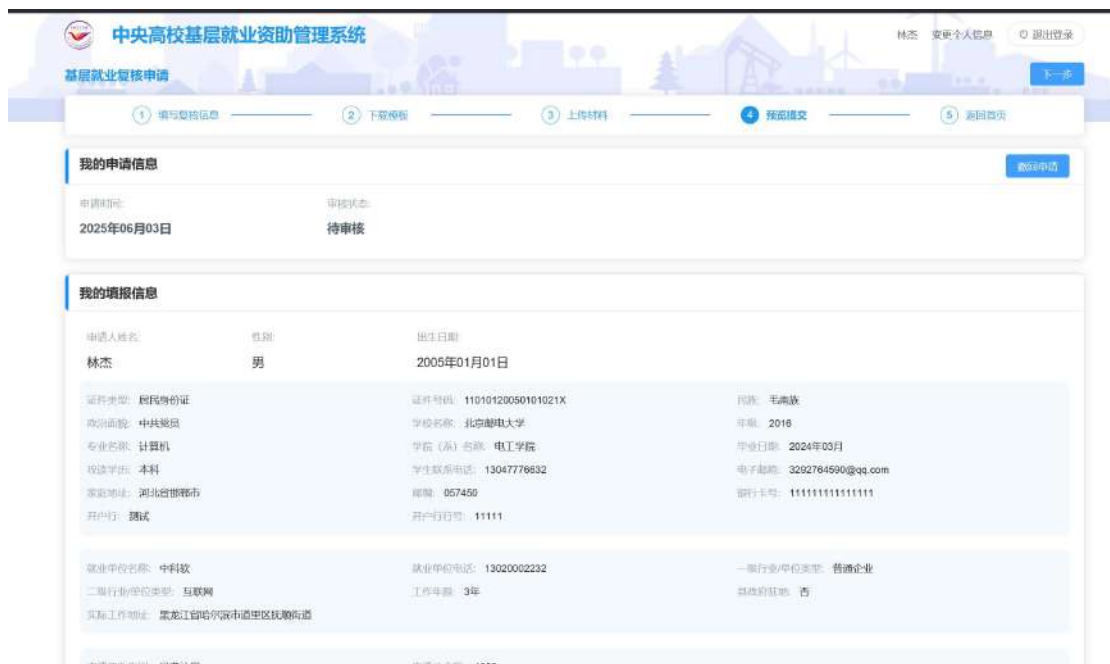 中央高校基层就业资助管理系统
林杰 变更个人信息 退出登录
基层就业复核申请
下一步
1 填写复核信息 2 下载模板 3 上传材料 4 预览提交 5 返回首页
我的申请信息
撤回申请
申请时间: 审核状态:
2025年06月03日 待审核
我的填报信息
申请人姓名: 性别: 出生日期:
林杰 男 2005年01月01日
证件类型: 居民身份证 证件号码: 11010120050101021X 民族: 毛南族
政治面貌: 中共党员 学校名称: 北京邮电大学 年级: 2016
专业名称: 计算机 学院（系）名称: 电工学院 毕业日期: 2024年03月
攻读学历: 本科 学生联系电话: 13047776632 电子邮箱: 3292764590@qq.com
家庭地址: 河北省邯郸市 邮编: 057450 银行卡号: 111111111111111
开户行: 测试 开户行行号: 11111
就业单位名称: 中科软 就业单位电话: 13020002232 一级行业/单位类型: 普通企业
二级行业/单位类型: 互联网 工作年限: 3年 县政府驻地: 否
实际工作地址: 黑龙江省哈尔滨市道里区抚顺街道